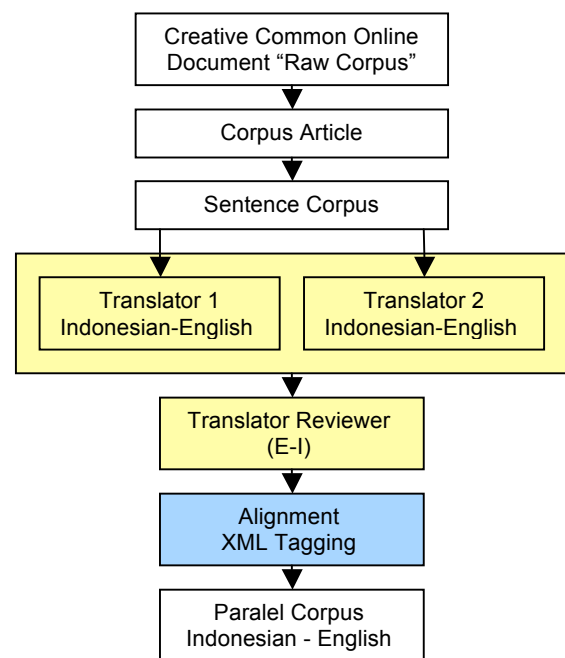 Creative Common Online
Document “Raw Corpus”
Corpus Article
Sentence Corpus
Translator 1
Indonesian-English
Translator 2
Indonesian-English
Translator Reviewer
(E-I)
Alignment
XML Tagging
Paralel Corpus
Indonesian - English